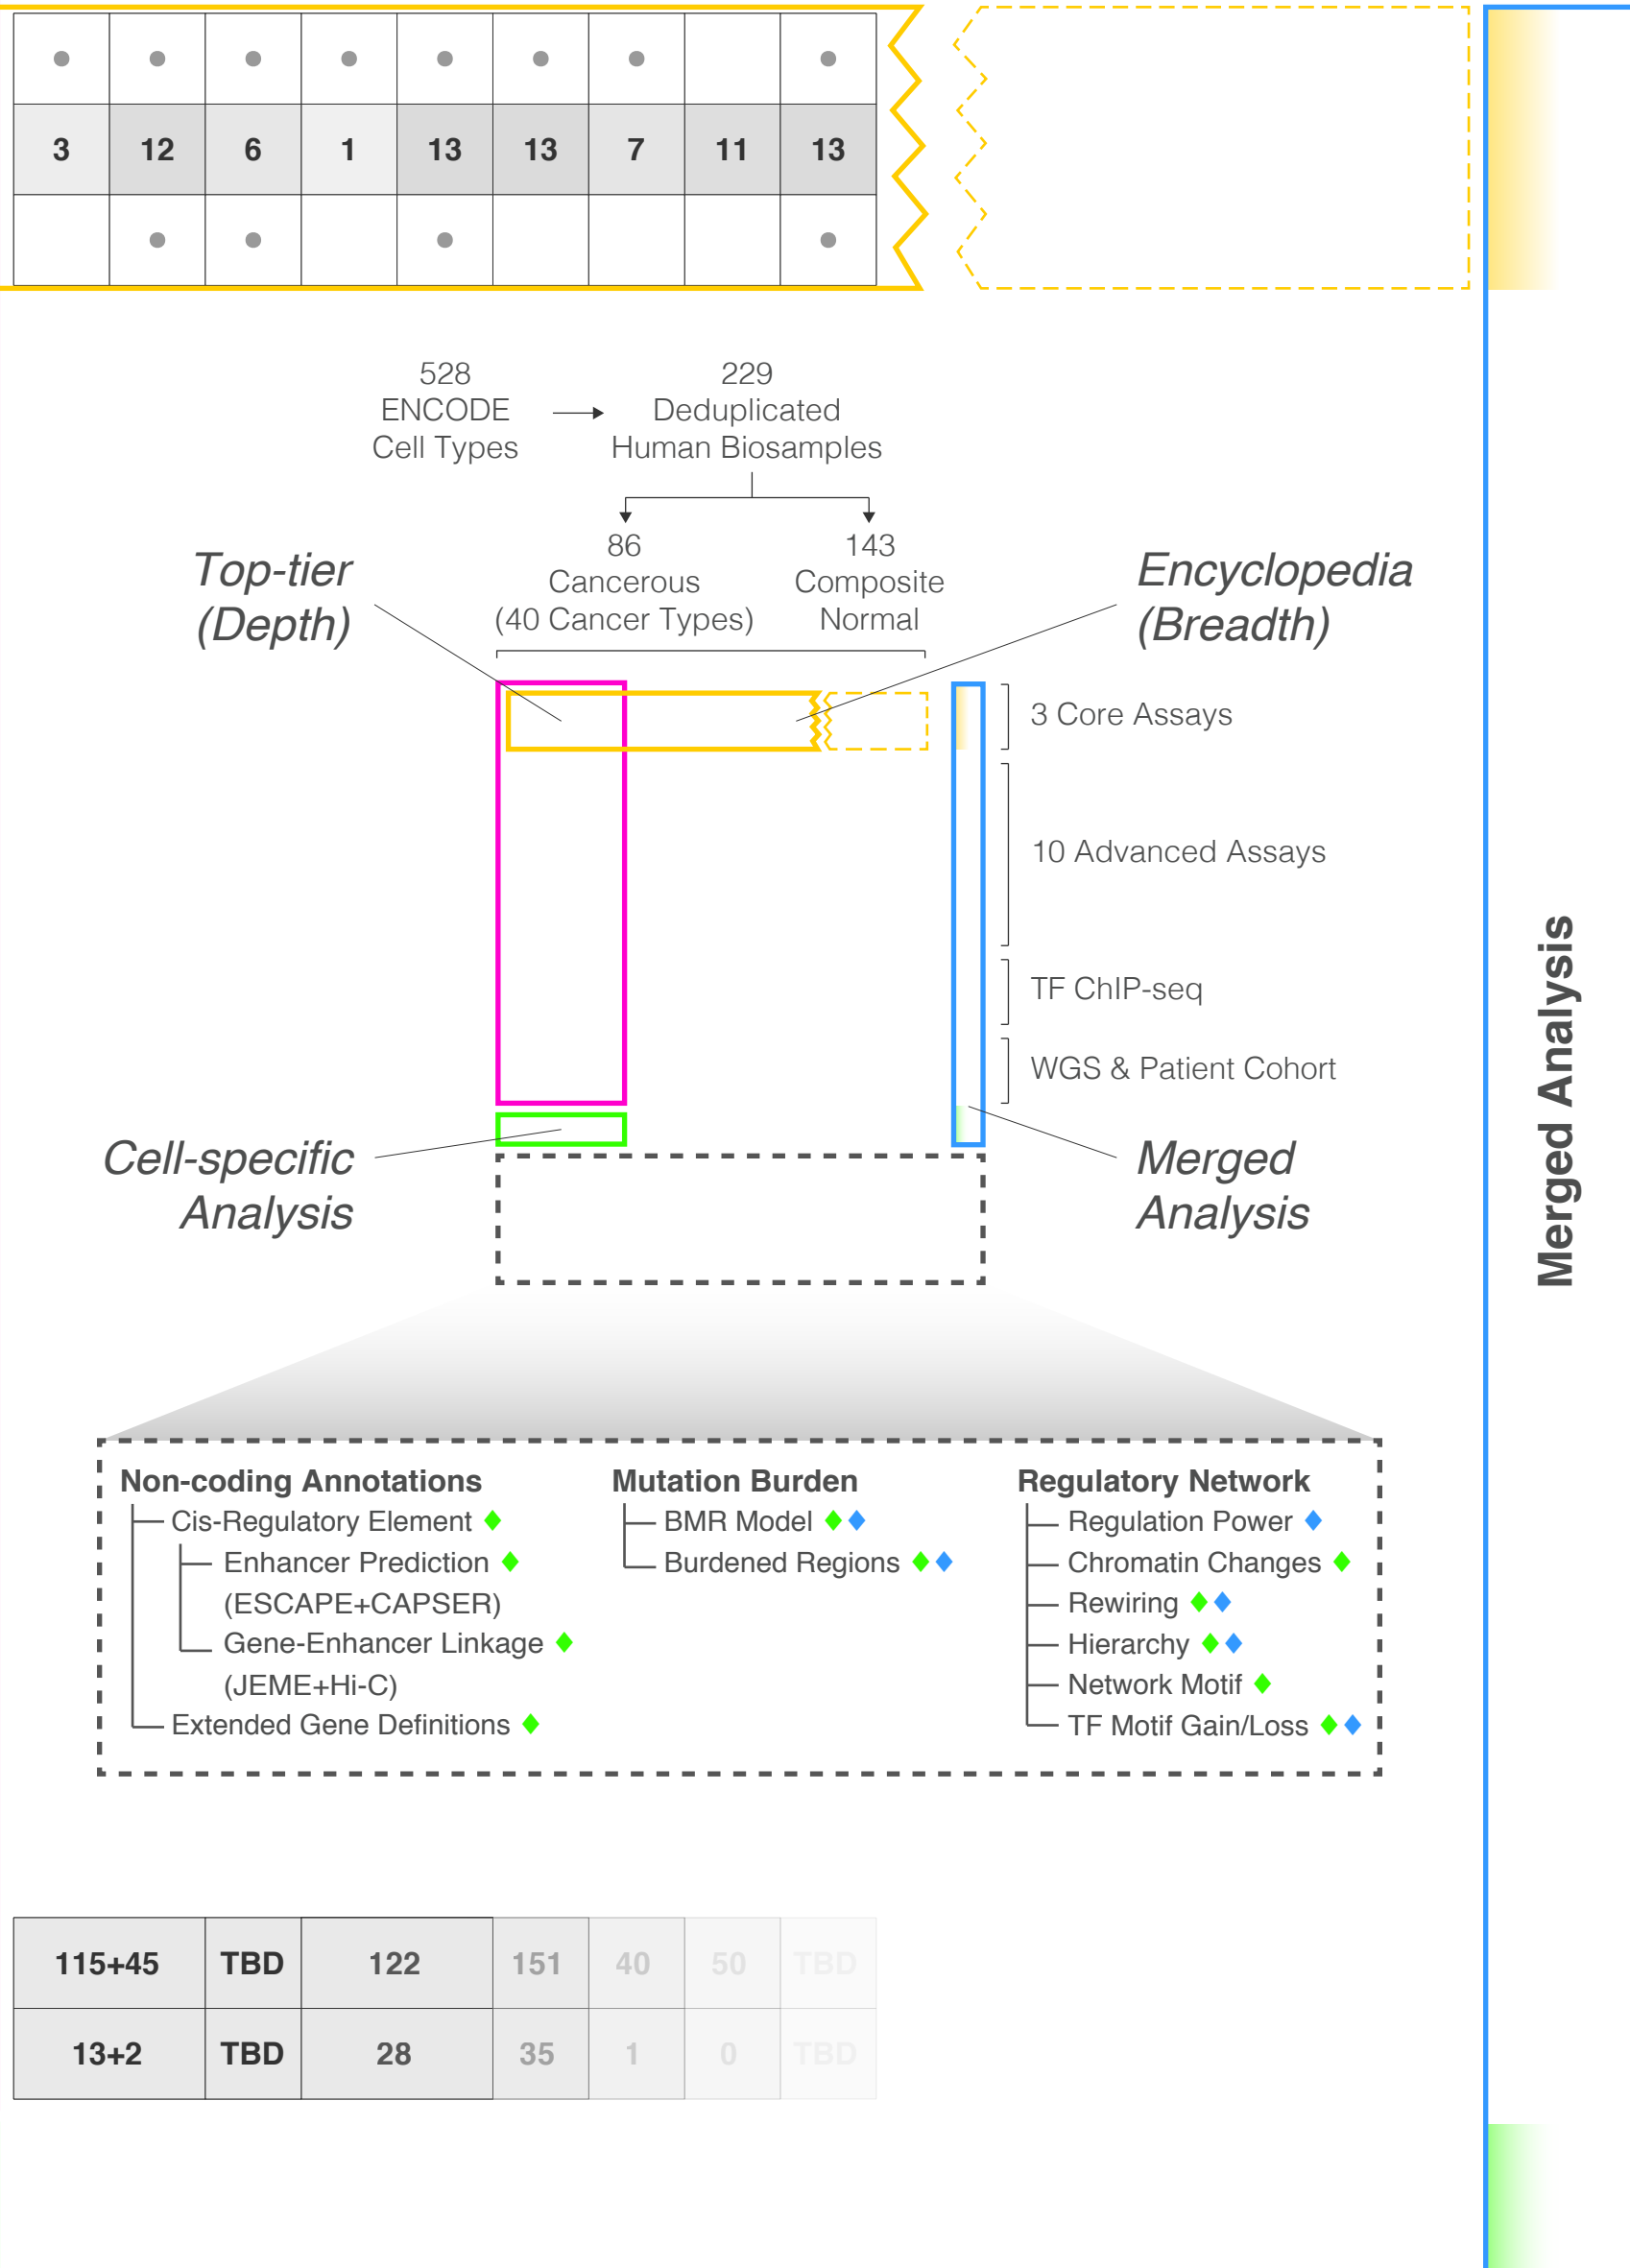 3 12 6 1 13 13 7 11 13
528
ENCODE
Cell Types
229
Deduplicated
Human Biosamples
86
Cancerous
(40 Cancer Types)
143
Composite
Normal
Top-tier
(Depth)
Encyclopedia
(Breadth)
3 Core Assays
10 Advanced Assays
TF ChIP-seq
WGS & Patient Cohort
Cell-specific
Analysis
Merged
Analysis
Merged Analysis
Non-coding Annotations
Cis-Regulatory Element
Enhancer Prediction
(ESCAPE+CAPSER)
Gene-Enhancer Linkage
(JEME+Hi-C)
Extended Gene Definitions
Mutation Burden
BMR Model
Burdened Regions
Regulatory Network
Regulation Power
Chromatin Changes
Rewiring
Hierarchy
Network Motif
TF Motif Gain/Loss
115+45 TBD 122 151 40 50 TBD
13+2 TBD 28 35 1 0 TBD